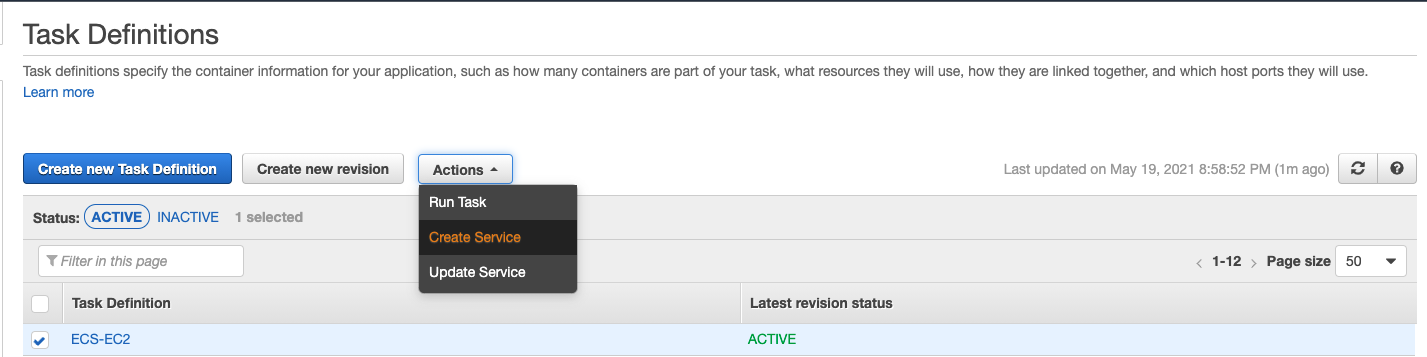 Task Definitions
Task definitions specify the container information for your application, such as how many containers are part of your task, what resources they will use, how they are linked together, and which host ports they will use.
Learn more
Create new Task Definition Create new revision Actions Last updated on May 19, 2021 8:58:52 PM (1m ago)
Run Task
Status: ACTIVE INACTIVE 1 selected
Create Service
Filter in this page 1-12 Page size 50
Update Service
Task Definition Latest revision status
ECS-EC2 ACTIVE